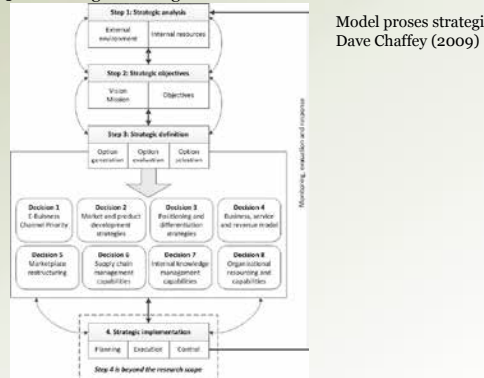 Model proses strategi
Dave Chaffey (2009)
Step 1: Strategic analysis
External
environment
Internal resources
Step 2: Strategic objectives
Vision
Mission
Objectives
Step 3: Strategic definition
Option
generation
Option
evaluation
Option
selection
Decision 1
E-Buisness
Channel Priority
Decision 2
Market and product
development
strategies
Decision 3
Positioning and
differentiation
strategies
Decision 4
Business, service
and revenue model
Decision 5
Marketplace
restructuring
Decision 6
Supply chain
management
capabilities
Decision 7
Internal knowledge
management
capabilities
Decision 8
Organisational
resourcing and
capabilities
4. Strategic implementation
Planning
Execution
Control
Step 4 is beyond the research scope
Monitoring, evaluation and response